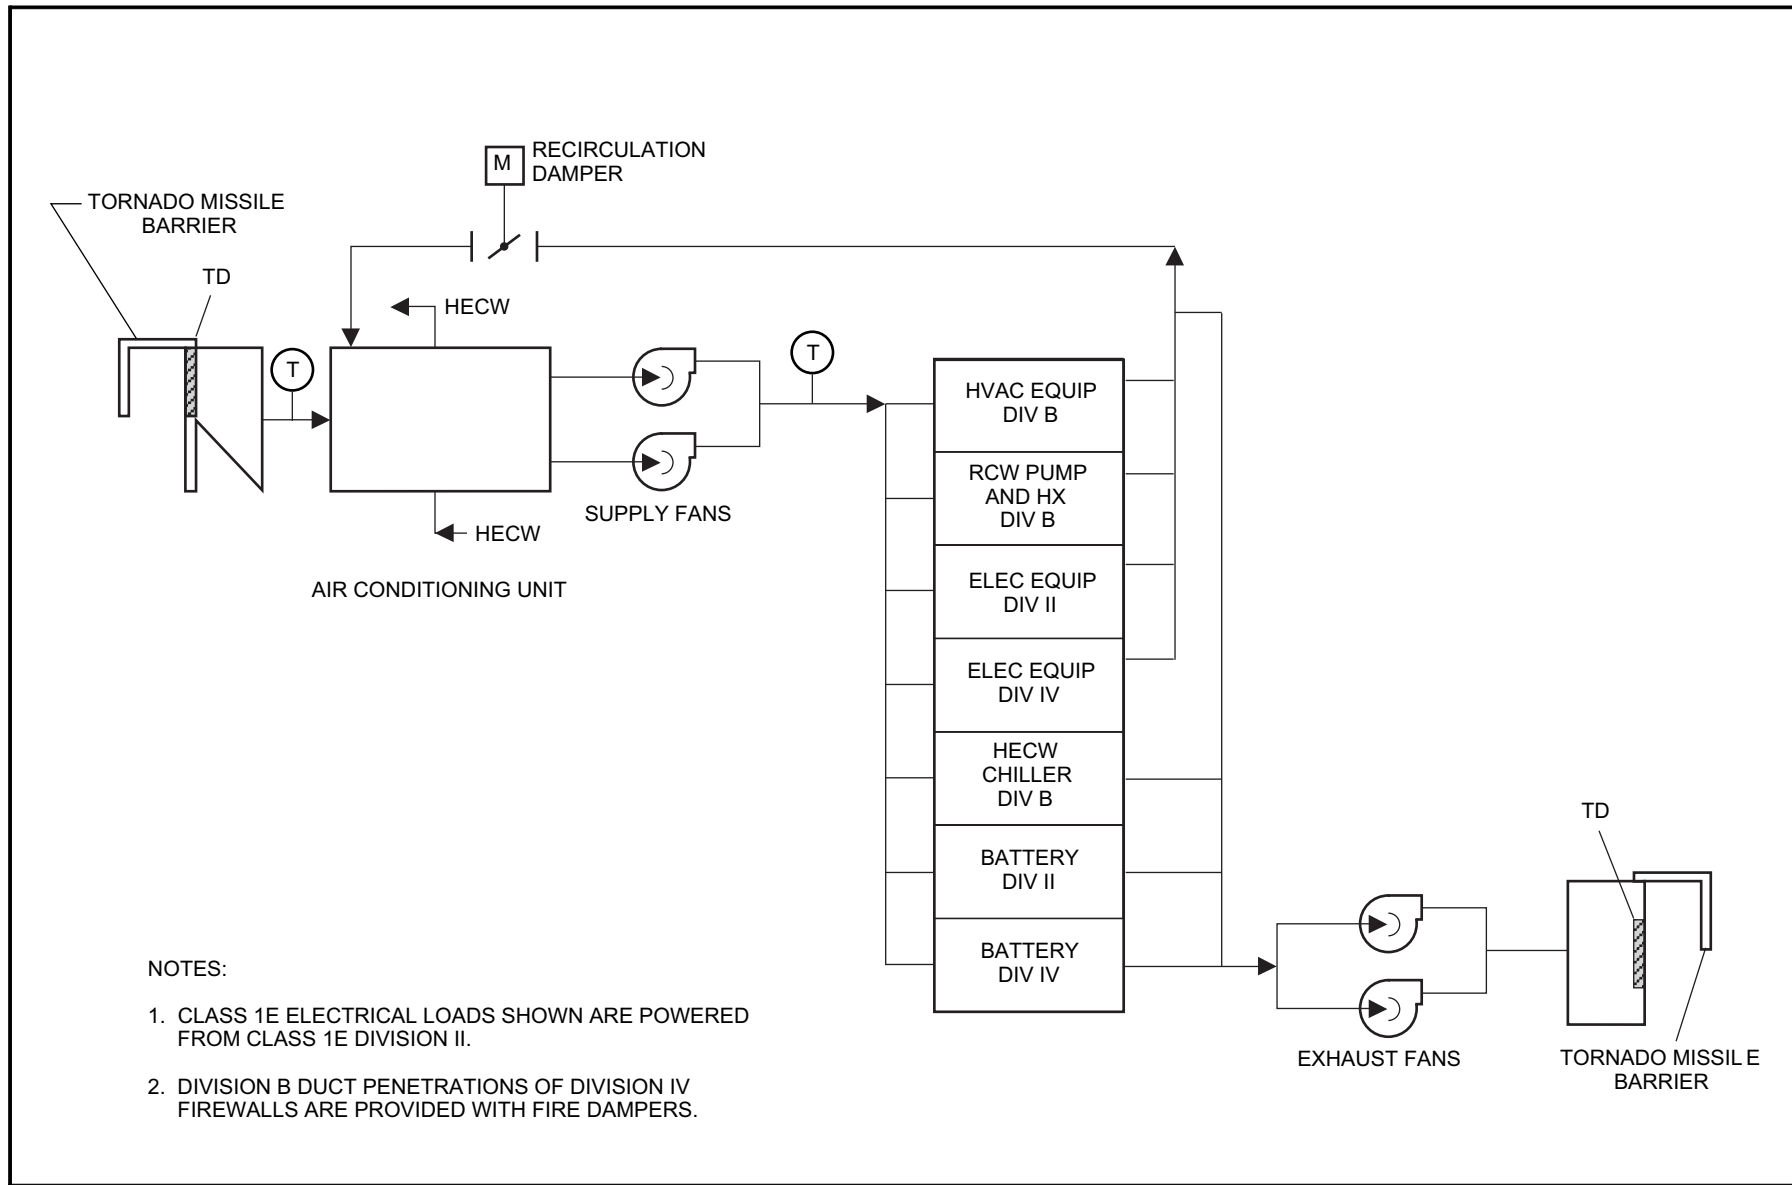 M
RECIRCULATION
DAMPER
TORNADO MISSILE
BARRIER
TD
HECW
T
T
HVAC EQUIP
DIV B
RCW PUMP
AND HX
DIV B
SUPPLY FANS
HECW
AIR CONDITIONING UNIT
ELEC EQUIP
DIV II
ELEC EQUIP
DIV IV
HECW
CHILLER
DIV B
BATTERY
DIV II
BATTERY
DIV IV
TD
EXHAUST FANS
TORNADO MISSILE
BARRIER
NOTES:
1. CLASS 1E ELECTRICAL LOADS SHOWN ARE POWERED
FROM CLASS 1E DIVISION II.
2. DIVISION B DUCT PENETRATIONS OF DIVISION IV
FIREWALLS ARE PROVIDED WITH FIRE DAMPERS.